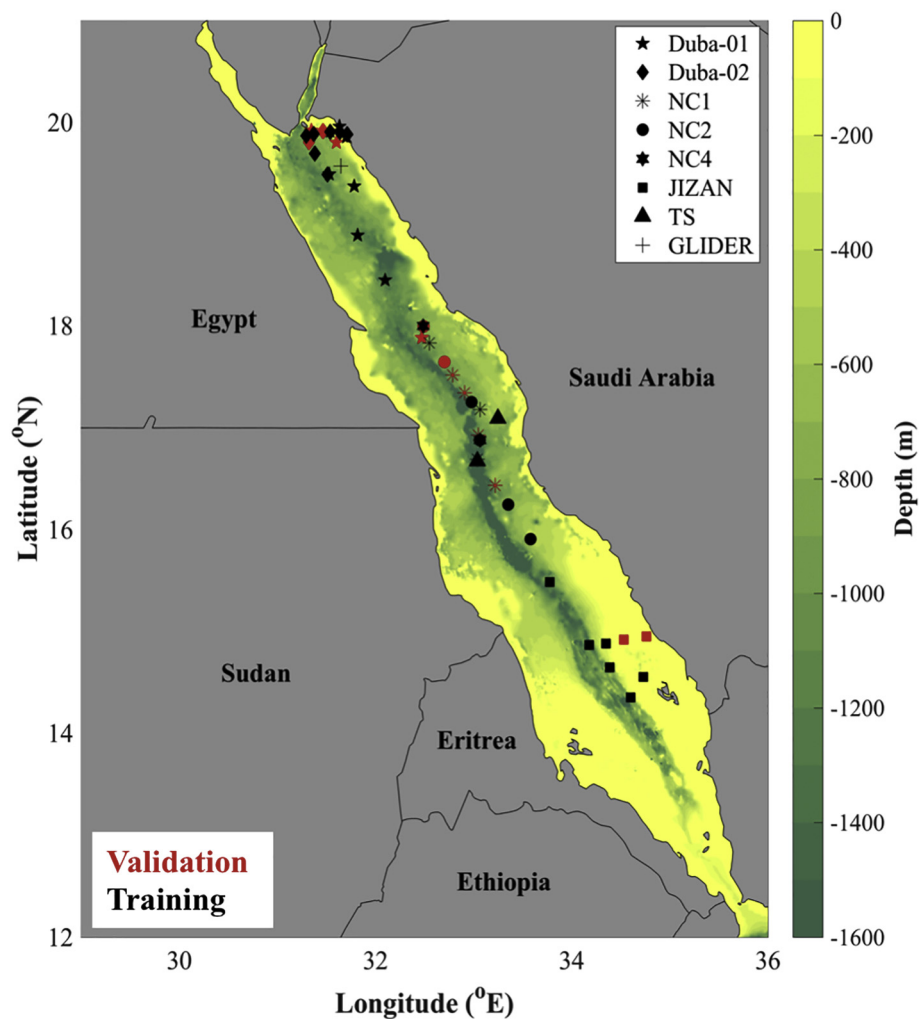 Duba-01
Duba-02
NC1
NC2
NC4
JIZAN
TS
GLIDER
Egypt
Saudi Arabia
Sudan
Eritrea
Ethiopia
Validation
Training
20
18
16
14
12
Latitude (°N)
30
32
34
36
Longitude (°E)
0
-200
-400
-600
-800
-1000
-1200
-1400
-1600
Depth (m)